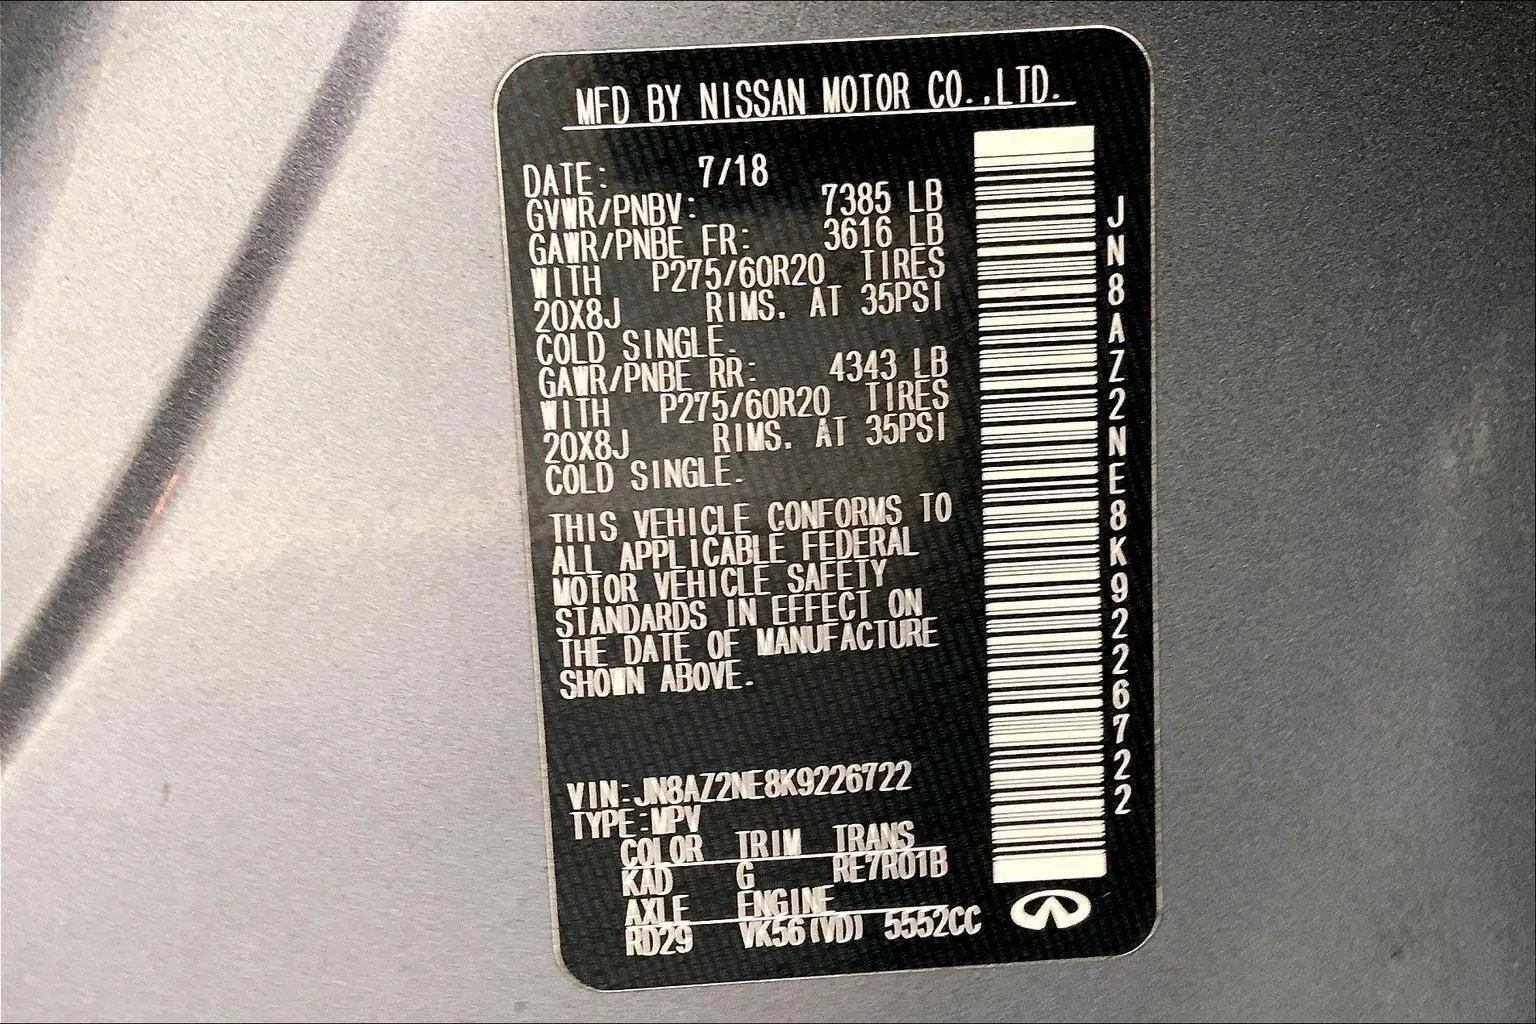 MFD BY NISSAN MOTOR CO.,LTD.
DATE: 7/18
GVWR/PNBV: 7385 LB
GAWR/PNBE FR: 3616 LB
WITH P275/60R20 TIRES
20X8J RIMS. AT 35PSI
COLD SINGLE.
GAWR/PNBE RR: 4343 LB
WITH P275/60R20 TIRES
20X8J RIMS. AT 35PSI
COLD SINGLE.
THIS VEHICLE CONFORMS TO
ALL APPLICABLE FEDERAL
MOTOR VEHICLE SAFETY
STANDARDS IN EFFECT ON
THE DATE OF MANUFACTURE
SHOWN ABOVE.
VIN:JN8AZ2NE8K9226722
TYPE:MPV
COLOR TRIM TRANS
KAD G RE7R01B
AXLE ENGINE
RD29 VK56(VD) 5552CC
JN8AZ2NE8K9226722